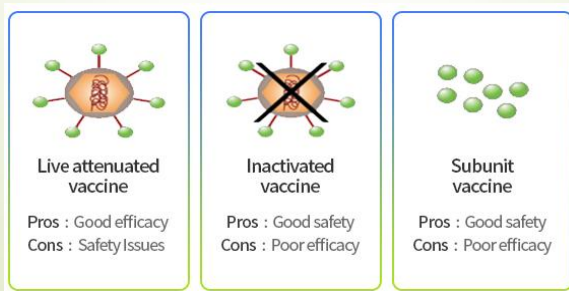 Live attenuated
vaccine
Pros : Good efficacy
Cons : Safety Issues
Inactivated
vaccine
Pros : Good safety
Cons : Poor efficacy
Subunit
vaccine
Pros : Good safety
Cons : Poor efficacy